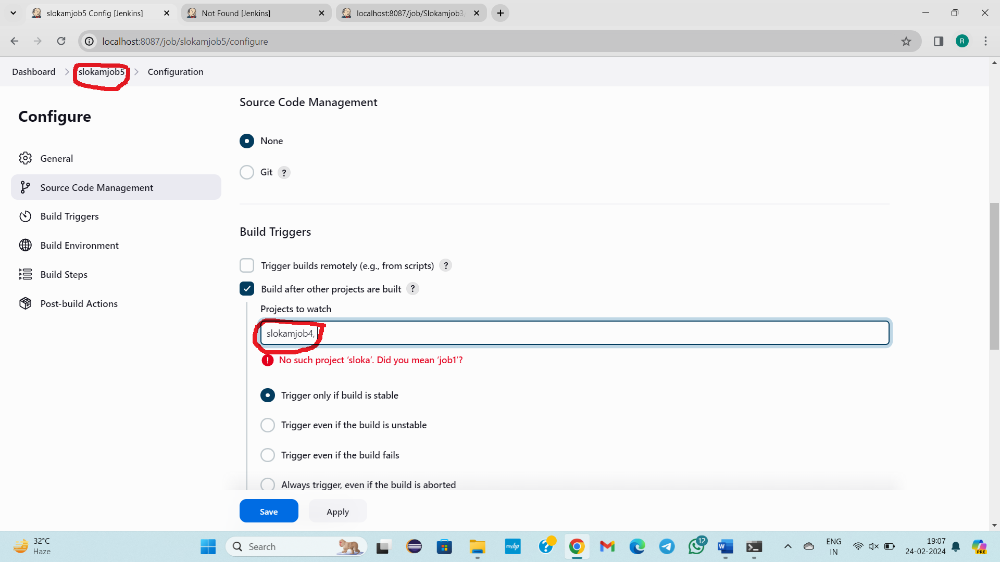 slokamjob5 Config [Jenkins]
Not Found [Jenkins]
localhost:8087/job/Slokamjob3/
localhost:8087/job/slokamjob5/configure
R
Dashboard
slokamjob5
Configuration
Configure
General
Source Code Management
Build Triggers
Build Environment
Build Steps
Post-build Actions
Source Code Management
None
Git ?
Build Triggers
Trigger builds remotely (e.g., from scripts) ?
Build after other projects are built ?
Projects to watch
slokamjob4,
No such project ‘sloka’. Did you mean ‘job1’?
Trigger only if build is stable
Trigger even if the build is unstable
Trigger even if the build fails
Always trigger, even if the build is aborted
Save
Apply
32°C
Haze
Search
myhp
12
ENG
IN
19:07
24-02-2024
PRE